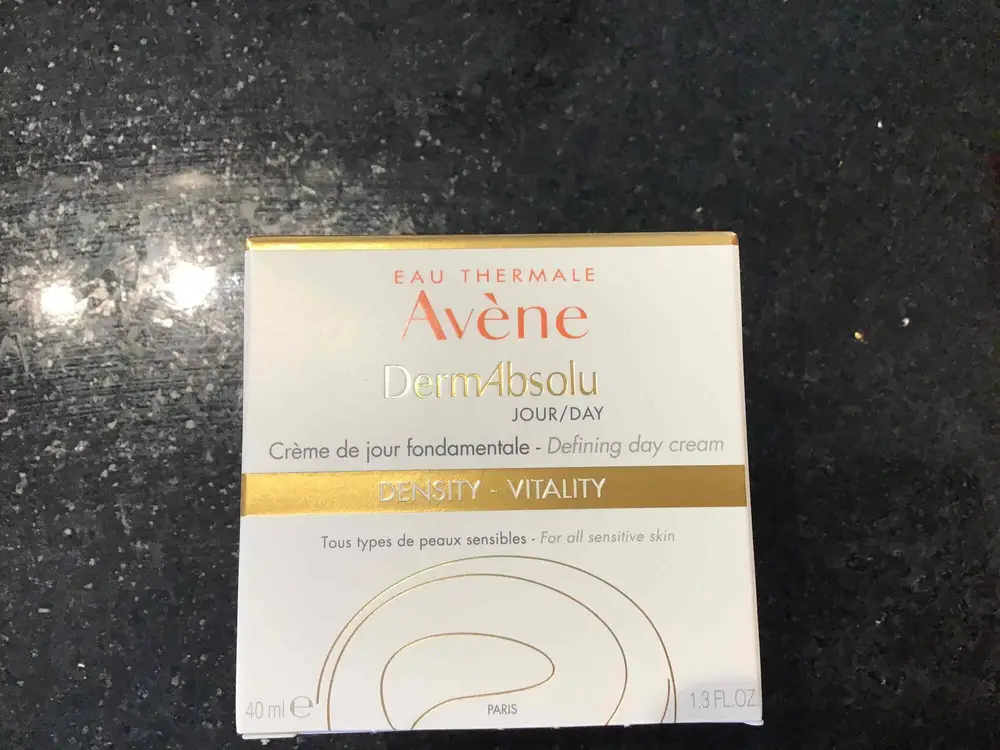 EAU THERMALE
Avène
DermAbsolu
JOUR/DAY
Crème de jour fondamentale - Defining day cream
DENSITY - VITALITY
Tous types de peaux sensibles - For all sensitive skin
40 ml ℮
PARIS
1.3 FL.OZ.